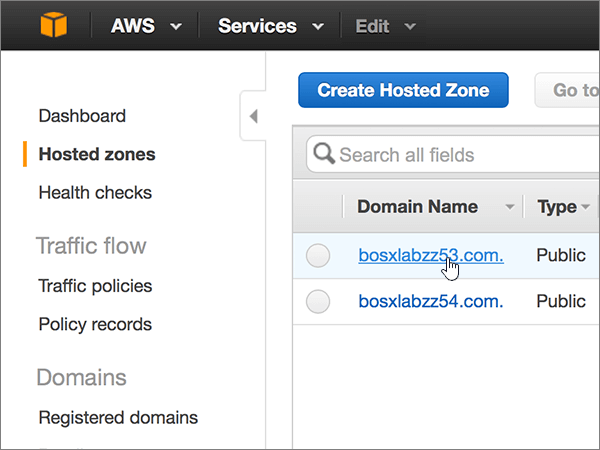 AWS Services Edit
Dashboard
Hosted zones
Health checks
Traffic flow
Traffic policies
Policy records
Domains
Registered domains
Create Hosted Zone Go to
Search all fields
Domain Name Type
bosxlabzz53.com. Public
bosxlabzz54.com. Public